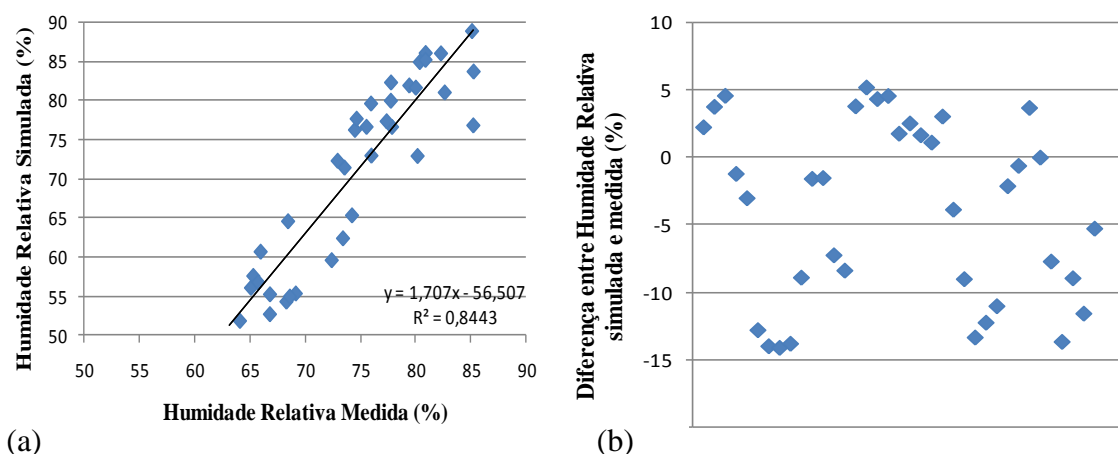 Humidade Relativa Simulada (%)
90
85
80
75
70
65
60
55
50
y = 1,707x - 56,507
R² = 0,8443
50 55 60 65 70 75 80 85 90
Humidade Relativa Medida (%)
(a)
Diferença entre Humidade Relativa
simulada e medida (%)
10
5
0
-5
-10
-15
(b)